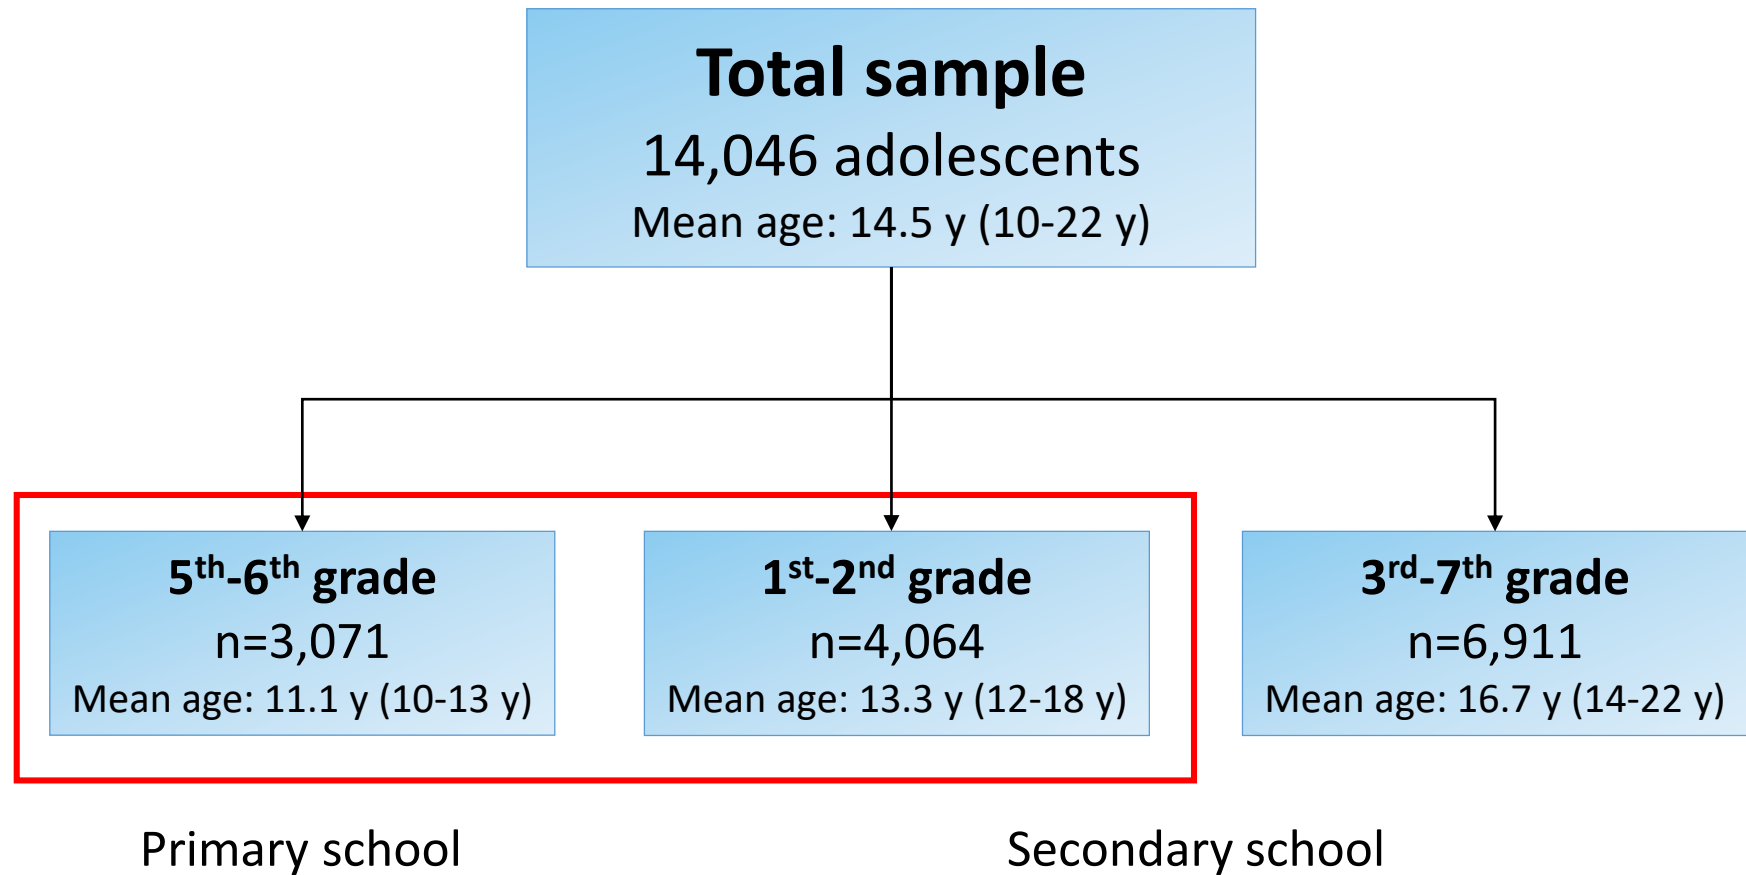 Total sample
14,046 adolescents
Mean age: 14.5 y (10-22 y)
5th-6th grade
n=3,071
Mean age: 11.1 y (10-13 y)
1st-2nd grade
n=4,064
Mean age: 13.3 y (12-18 y)
3rd-7th grade
n=6,911
Mean age: 16.7 y (14-22 y)
Primary school
Secondary school